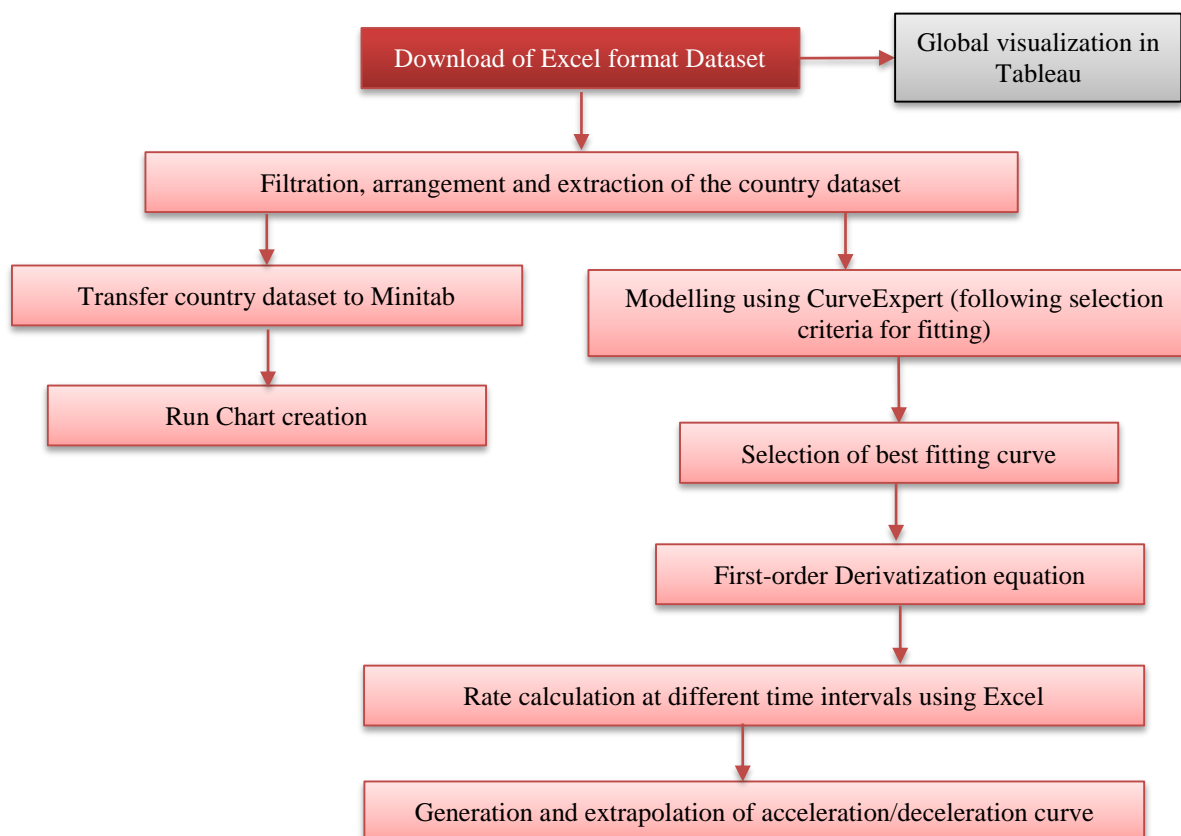 Download of Excel format Dataset
Global visualization in
Tableau
Filtration, arrangement and extraction of the country dataset
Transfer country dataset to Minitab
Modelling using CurveExpert (following selection
criteria for fitting)
Run Chart creation
Selection of best fitting curve
First-order Derivatization equation
Rate calculation at different time intervals using Excel
Generation and extrapolation of acceleration/deceleration curve